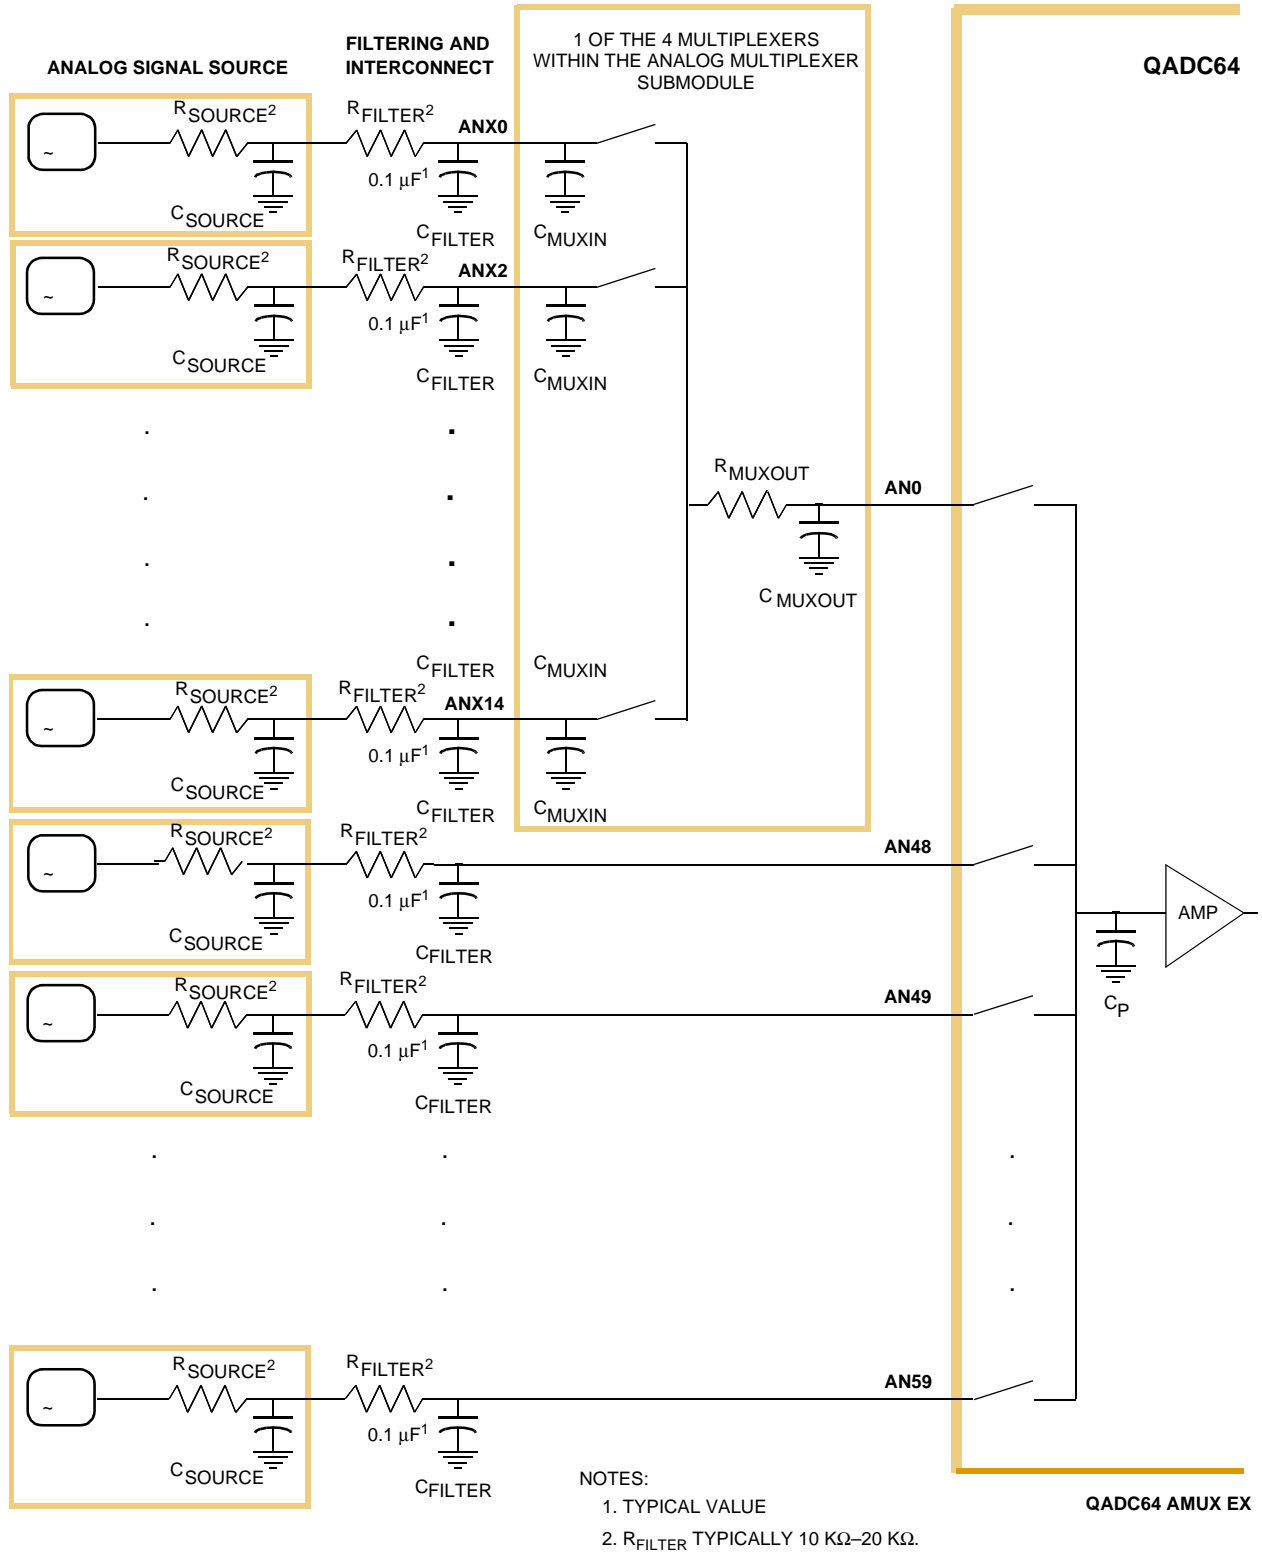 1 OF THE 4 MULTIPLEXERS
WITHIN THE ANALOG MULTIPLEXER
SUBMODULE
FILTERING AND
INTERCONNECT
ANALOG SIGNAL SOURCE
QADC64
RSOURCE2
RFILTER2
ANX0
0.1 µF1
CSOURCE
CFILTER
CMUXIN
~
RSOURCE2
RFILTER2
ANX2
~
0.1 µF1
CSOURCE
CFILTER
CMUXIN
RMUXOUT
AN0
CMUXOUT
CFILTER
CMUXIN
RSOURCE2
RFILTER2
ANX14
~
0.1 µF1
CSOURCE
CFILTER
CMUXIN
RSOURCE2
RFILTER2
AN48
~
0.1 µF1
AMP
CSOURCE
CFILTER
RSOURCE2
RFILTER2
AN49
CP
~
0.1 µF1
CSOURCE
CFILTER
RSOURCE2
RFILTER2
AN59
~
0.1 µF1
CSOURCE
CFILTER
NOTES:
1. TYPICAL VALUE
QADC64 AMUX EX
2. RFILTER TYPICALLY 10 KΩ–20 KΩ.